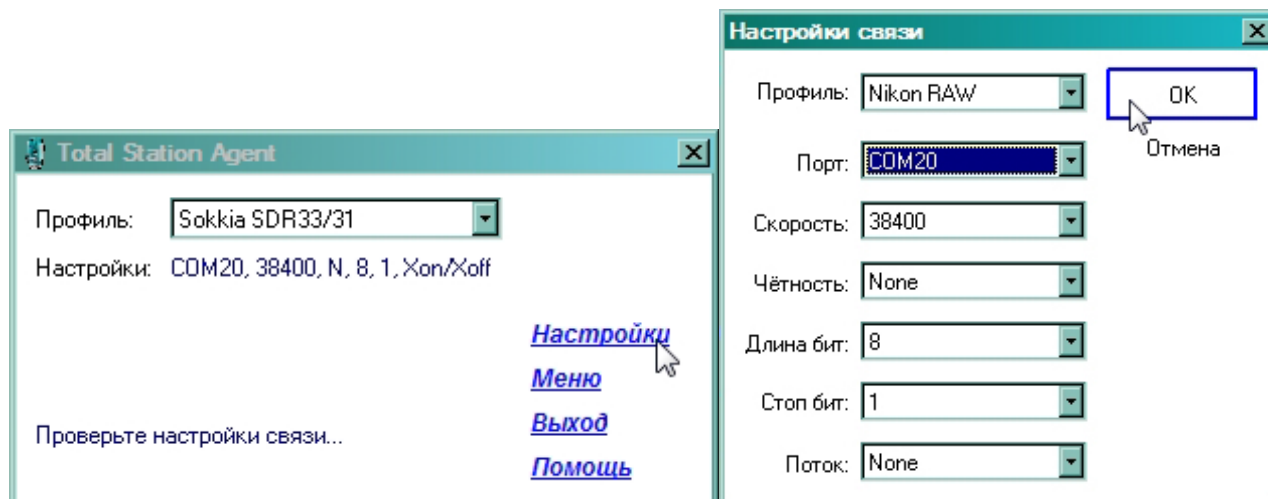 Total Station Agent
Профиль: Sokkia SDR33/31
Настройки: COM20, 38400, N, 8, 1, Xon/Xoff
Настройки
Меню
Выход
Помощь
Проверьте настройки связи...
Настройки связи
Профиль: Nikon RAW
OK
Отмена
Порт: COM20
Скорость: 38400
Чётность: None
Длина бит: 8
Стоп бит: 1
Поток: None